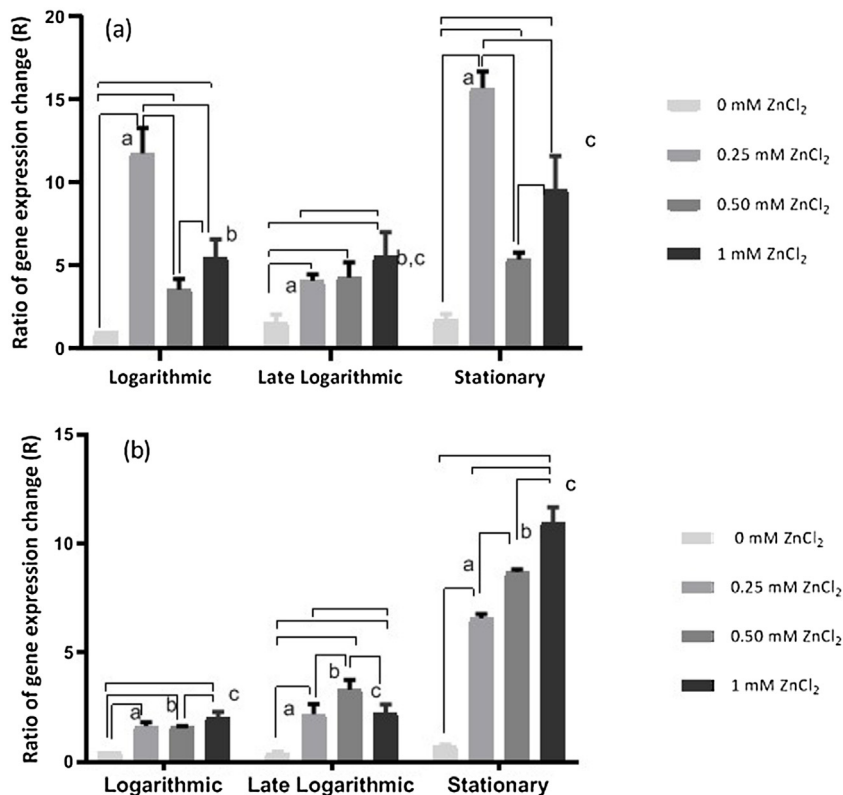 (a)
Ratio of gene expression change (R)
20
15
10
5
0
a
b
a
b,c
a
c
Logarithmic
Late Logarithmic
Stationary
0 mM ZnCl₂
0.25 mM ZnCl₂
0.50 mM ZnCl₂
1 mM ZnCl₂
(b)
Ratio of gene expression change (R)
15
10
5
0
a
b
c
a
b
c
a
b
c
Logarithmic
Late Logarithmic
Stationary
0 mM ZnCl₂
0.25 mM ZnCl₂
0.50 mM ZnCl₂
1 mM ZnCl₂